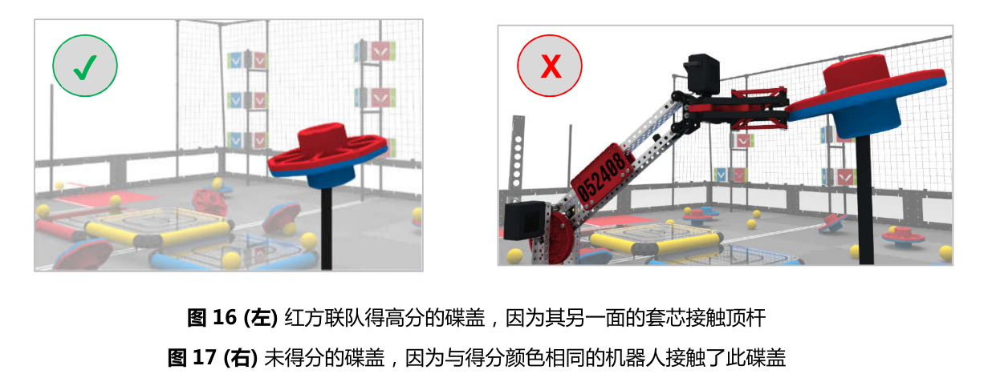 ✓
X
052408
图 16 (左) 红方联队得高分的碟盖，因为其另一面的套芯接触顶杆
图 17 (右) 未得分的碟盖，因为与得分颜色相同的机器人接触了此碟盖